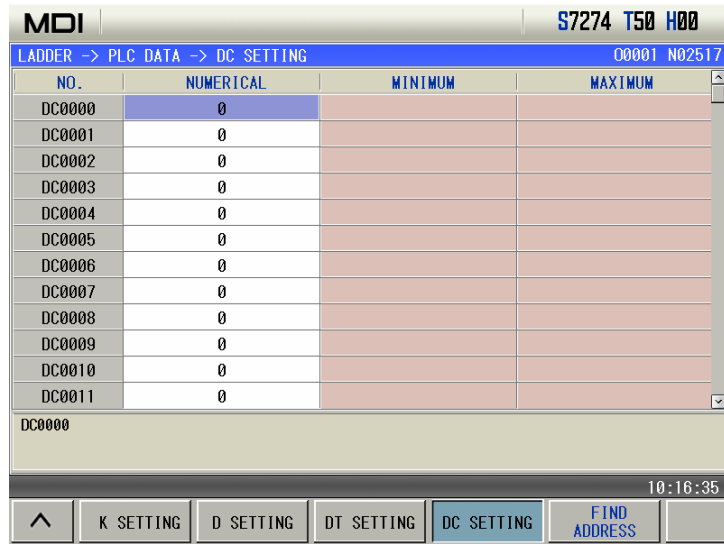 MDI S7274 T50 H00
LADDER -> PLC DATA -> DC SETTING O0001 N02517
NO. NUMERICAL MINIMUM MAXIMUM
DC0000 0
DC0001 0
DC0002 0
DC0003 0
DC0004 0
DC0005 0
DC0006 0
DC0007 0
DC0008 0
DC0009 0
DC0010 0
DC0011 0
DC0000
10:16:35
K SETTING D SETTING DT SETTING DC SETTING FIND ADDRESS